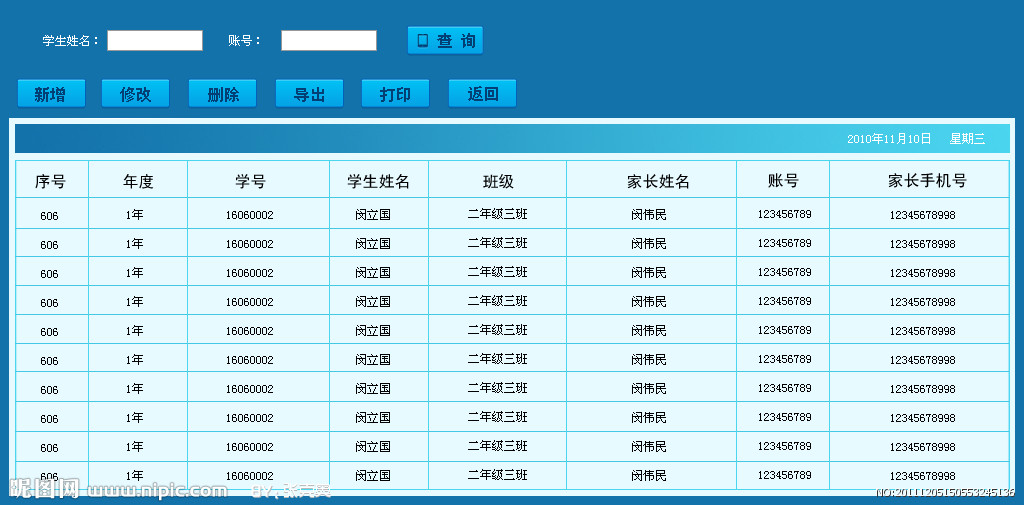 学生姓名： 账号： 查 询
新增 修改 删除 导出 打印 返回
2010年11月10日 星期三
序号 年度 学号 学生姓名 班级 家长姓名 账号 家长手机号
606 1年 16060002 闵立国 二年级三班 闵伟民 123456789 12345678998
606 1年 16060002 闵立国 二年级三班 闵伟民 123456789 12345678998
606 1年 16060002 闵立国 二年级三班 闵伟民 123456789 12345678998
606 1年 16060002 闵立国 二年级三班 闵伟民 123456789 12345678998
606 1年 16060002 闵立国 二年级三班 闵伟民 123456789 12345678998
606 1年 16060002 闵立国 二年级三班 闵伟民 123456789 12345678998
606 1年 16060002 闵立国 二年级三班 闵伟民 123456789 12345678998
606 1年 16060002 闵立国 二年级三班 闵伟民 123456789 12345678998
606 1年 16060002 闵立国 二年级三班 闵伟民 123456789 12345678998
606 1年 16060002 闵立国 二年级三班 闵伟民 123456789 12345678998
昵图网 www.nipic.com BY: NO:20111205150553245136